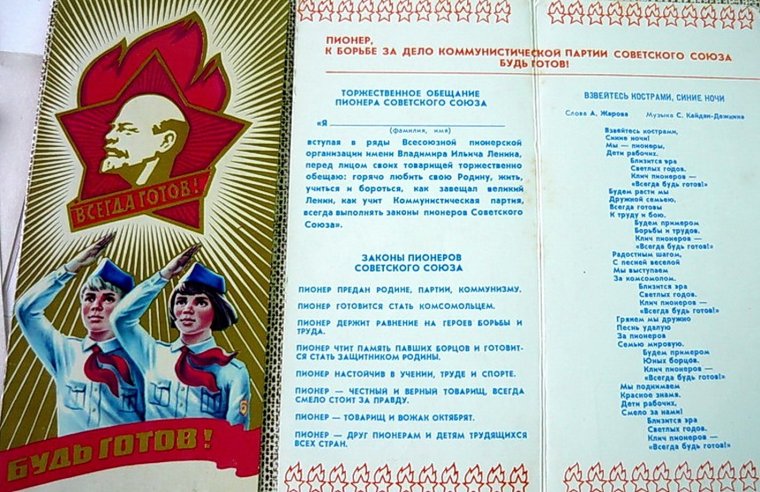 ВСЕГДА ГОТОВ!
БУДЬ ГОТОВ!
ПИОНЕР,
К БОРЬБЕ ЗА ДЕЛО КОММУНИСТИЧЕСКОЙ ПАРТИИ СОВЕТСКОГО СОЮЗА
БУДЬ ГОТОВ!
ТОРЖЕСТВЕННОЕ ОБЕЩАНИЕ
ПИОНЕРА СОВЕТСКОГО СОЮЗА
«Я
(фамилия, имя)
вступая в ряды Всесоюзной пионерской
организации имени Владимира Ильича Ленина,
перед лицом своих товарищей торжественно
обещаю: горячо любить свою Родину, жить,
учиться и бороться, как завещал великий
Ленин, как учит Коммунистическая партия,
всегда выполнять законы пионеров Советского
Союза».
ЗАКОНЫ ПИОНЕРОВ
СОВЕТСКОГО СОЮЗА
ПИОНЕР ПРЕДАН РОДИНЕ, ПАРТИИ, КОММУНИЗМУ.
ПИОНЕР ГОТОВИТСЯ СТАТЬ КОМСОМОЛЬЦЕМ.
ПИОНЕР ДЕРЖИТ РАВНЕНИЕ НА ГЕРОЕВ БОРЬБЫ И
ТРУДА.
ПИОНЕР ЧТИТ ПАМЯТЬ ПАВШИХ БОРЦОВ И ГОТОВИТ-
СЯ СТАТЬ ЗАЩИТНИКОМ РОДИНЫ.
ПИОНЕР НАСТОЙЧИВ В УЧЕНИИ, ТРУДЕ И СПОРТЕ.
ПИОНЕР — ЧЕСТНЫЙ И ВЕРНЫЙ ТОВАРИЩ, ВСЕГДА
СМЕЛО СТОИТ ЗА ПРАВДУ.
ПИОНЕР — ТОВАРИЩ И ВОЖАК ОКТЯБРЯТ.
ПИОНЕР — ДРУГ ПИОНЕРАМ И ДЕТЯМ ТРУДЯЩИХСЯ
ВСЕХ СТРАН.
ВЗВЕЙТЕСЬ КОСТРАМИ, СИНИЕ НОЧИ
Слова А. Жарова Музыка С. Кайдан-Дежкина
Взвейтесь кострами,
Синие ночи!
Мы — пионеры,
Дети рабочих.
Близится эра
Светлых годов.
Клич пионеров —
«Всегда будь готов!»
Будем расти мы
Дружной семьею,
Всегда готовы
К труду и бою.
Будем примером
Борьбы и трудов.
Клич пионеров —
«Всегда будь готов!»
Радостным шагом,
С песней веселой
Мы выступаем
За комсомолом.
Близится эра
Светлых годов.
Клич пионеров —
«Всегда будь готов!»
Грянем мы дружно
Песнь удалую
За пионеров
Семью мировую.
Будем примером
Юных борцов.
Клич пионеров —
«Всегда будь готов!»
Мы поднимаем
Красное знамя.
Дети рабочих,
Смело за нами!
Близится эра
Светлых годов.
Клич пионеров —
«Всегда будь готов!»